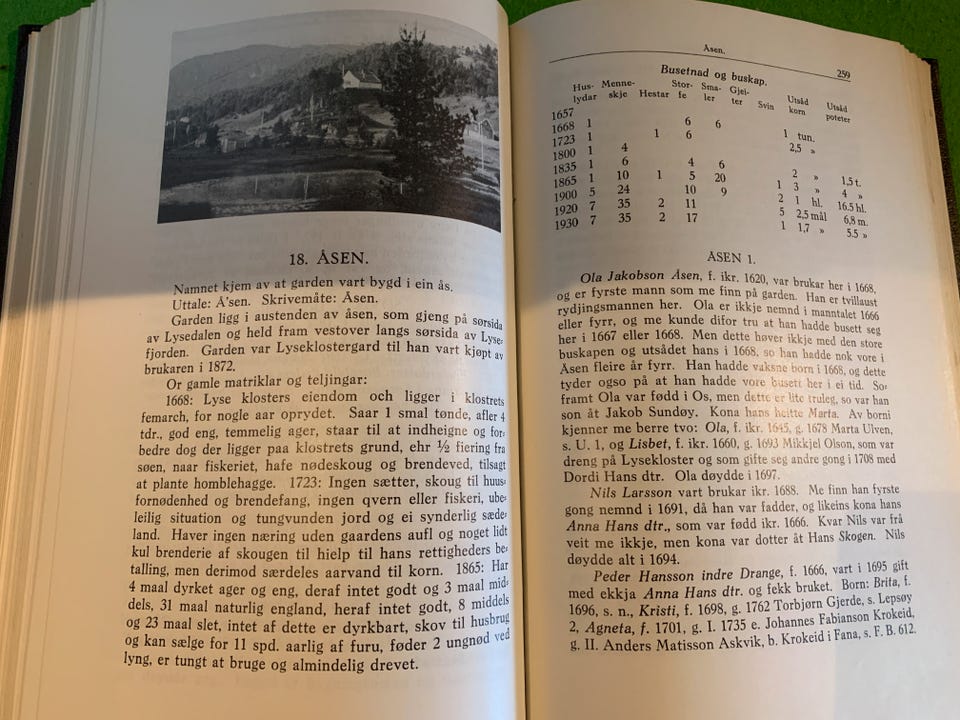 18. ÅSEN.
Namnet kjem av at garden vart bygd i ein ås.
Uttale: Å'sen. Skrivemåte: Åsen.
Garden ligg i austenden av åsen, som gjeng på sørsida
av Lysedalen og held fram vestover langs sørsida av Lyse-
fjorden. Garden var Lyseklostergard til han vart kjøpt av
brukaren i 1872.
Or gamle matriklar og teljingar:
1668: Lyse klosters eiendom och ligger i klostrets
femarch, for nogle aar oprydet. Saar 1 smal tønde, afler 4
tdr., god eng, temmelig ager, staar til at indheigne og for-
bedre dog der ligger paa klostrets grund, ehr ½ fiering fra
søen, naar fiskeriet, hafe nødeskoug og brendeved, tilsagt
at plante homblehagge. 1723: Ingen sætter, skoug til huus-
fornødenhed og brendefang, ingen qvern eller fiskeri, ube-
leilig situation og tungvunden jord og ei synderlig sæde-
land. Haver ingen næring uden gaardens aufl og noget lidt
kul brenderie af skougen til hielp til hans rettigheders be-
talling, men derimod særdeles aarvand til korn. 1865: Har
4 maal dyrket ager og eng, deraf intet godt og 3 maal mid-
dels, 31 maal naturlig england, heraf intet godt, 8 middels
og 23 maal slet, intet af dette er dyrkbart, skov til husbrug
og kan sælge for 11 spd. aarlig af furu, føder 2 ungnød ved
lyng, er tungt at bruge og almindelig drevet.
Åsen. 259
Busetnad og buskap.
Hus- Menne- Stor- Sma- Gjei- Utsåd Utsåd
lydar skje Hestar fe ler ter Svin korn poteter
1657
1668 1 6 6 1 tun.
1723 1 1 6 2,5 »
1800 1 4
1835 1 6 4 6 2 » 1,5 t.
1865 1 10 1 5 20 1 3 » 4 »
1900 5 24 10 9 2 1 hl. 16.5 hl.
1920 7 35 2 11 5 2,5 mål 6,8 m.
1930 7 35 2 17 1 1,7 » 5.5 »
ÅSEN 1.
Ola Jakobson Åsen, f. ikr. 1620, var brukar her i 1668,
og er fyrste mann som me finn på garden. Han er tvillaust
rydjingsmannen her. Ola er ikkje nemnd i manntalet 1666
eller fyrr, og me kunde difor tru at han hadde busett seg
her i 1667 eller 1668. Men dette høver ikkje med den store
buskapen og utsådet hans i 1668, so han hadde nok vore i
Åsen fleire år fyrr. Han hadde vaksne born i 1668, og dette
tyder ogso på at han hadde vore busett her i ei tid. So-
framt Ola var fødd i Os, men dette er lite truleg, so var han
son åt Jakob Sundøy. Kona hans heitte Marta. Av borni
kjenner me berre tvo: Ola, f. ikr. 1645, g. 1678 Marta Ulven,
s. U. 1, og Lisbet, f. ikr. 1660, g. 1693 Mikkjel Olson, som var
dreng på Lysekloster og som gifte seg andre gong i 1708 med
Dordi Hans dtr. Ola døydde i 1697.
Nils Larsson vart brukar ikr. 1688. Me finn han fyrste
gong nemnd i 1691, då han var fadder, og likeins kona hans
Anna Hans dtr., som var fødd ikr. 1666. Kvar Nils var frå
veit me ikkje, men kona var dotter åt Hans Skogen. Nils
døydde alt i 1694.
Peder Hansson indre Drange, f. 1666, vart i 1695 gift
med ekkja Anna Hans dtr. og fekk bruket. Born: Brita, f.
1696, s. n., Kristi, f. 1698, g. 1762 Torbjørn Gjerde, s. Lepsøy
2, Agneta, f. 1701, g. I. 1735 e. Johannes Fabianson Krokeid,
g. II. Anders Matisson Askvik, b. Krokeid i Fana, s. F. B. 612.